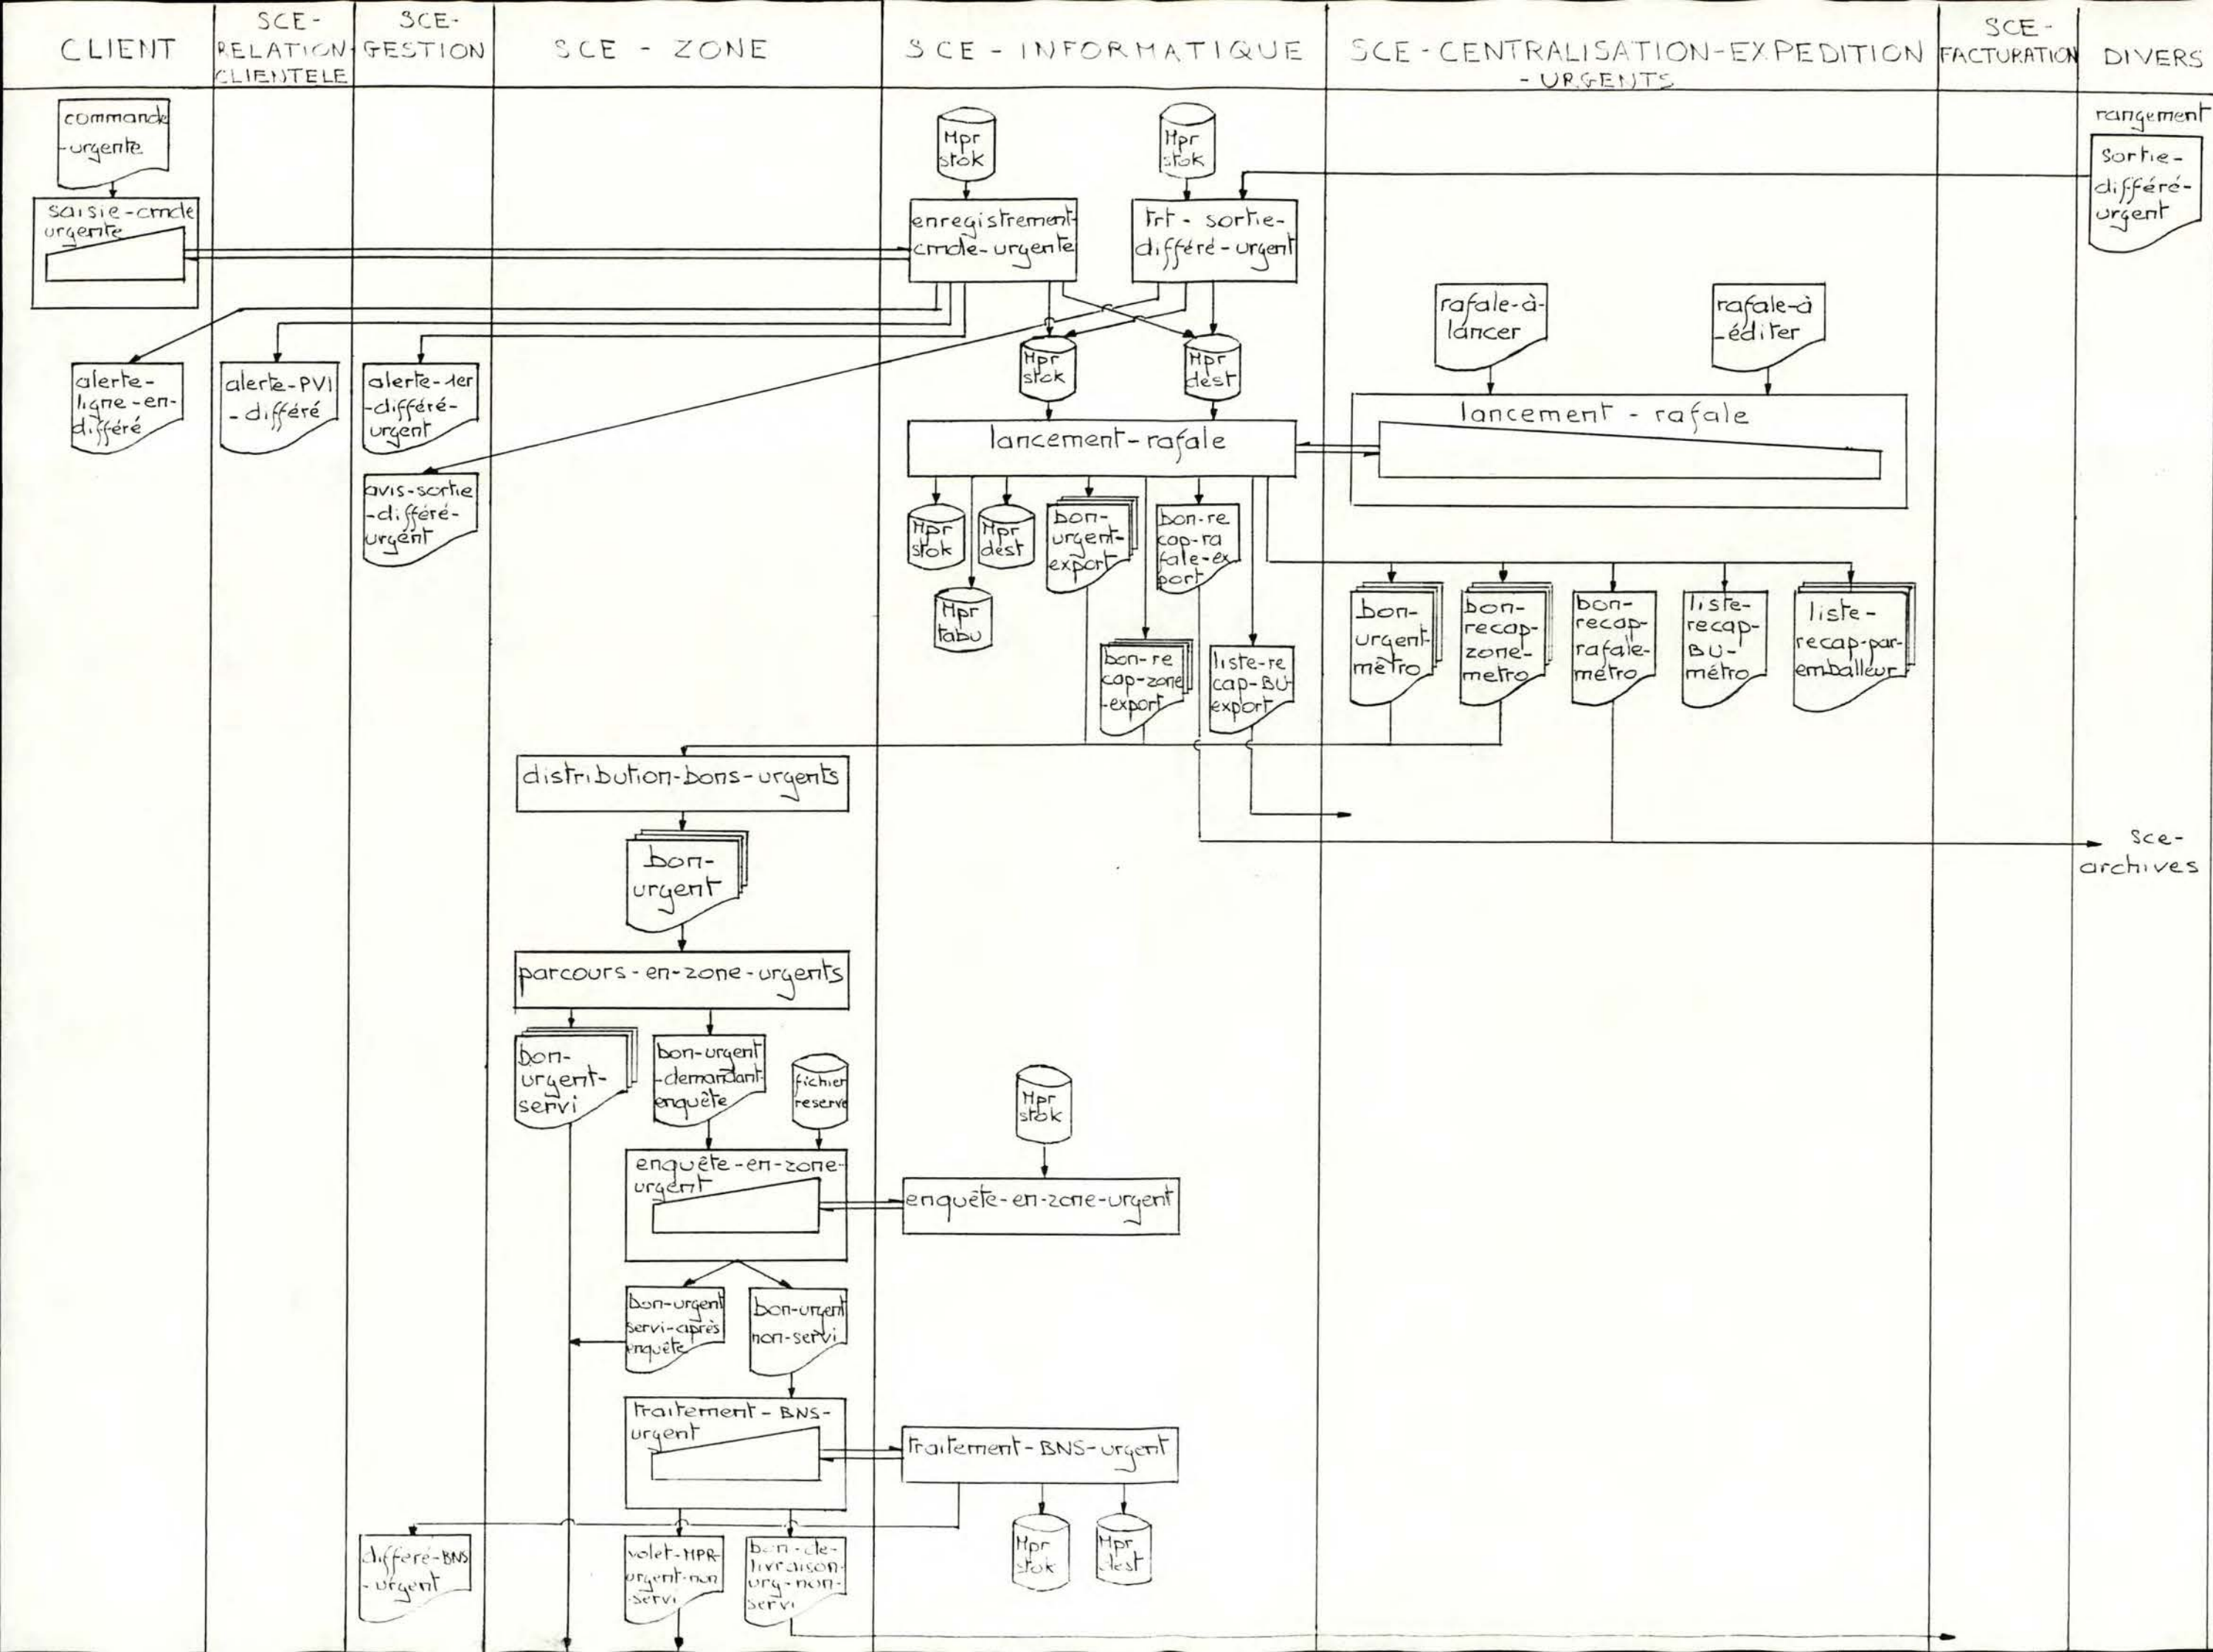 CLIENT
SCE-
RELATION
CLIENTELE
SCE-
GESTION
SCE - ZONE
SCE - INFORMATIQUE
SCE - CENTRALISATION - EXPEDITION
- URGENTS
SCE-
FACTURATION
DIVERS
commande
-urgente
saisie-cmde
urgente
Mpr
stok
Mpr
stok
rangement
sortie-
différé-
urgent
enregistrement-
cmde-urgente
trt - sortie-
différé-urgent
rafale-à-
lancer
rafale-à
-éditer
alerte-
ligne-en-
différé
alerte-PVI
-différé
alerte-1er
-différé-
urgent
Mpr
stok
Mpr
dest
lancement-rafale
lancement - rafale
avis-sortie
-différé-
urgent
Mpr
stok
Mpr
dest
bon-
urgent-
export
bon-re
cap-ra
fale-ex
port
Mpr
tabu
bon-re
cap-zone
-export
liste-re
cap-BU-
export
bon-
urgent-
métro
bon-
recap-
zone-
metro
bon-
recap-
rafale-
métro
liste-
recap-
BU-
métro
liste-
recap-par-
emballeur
distribution-bons-urgents
sce-
archives
bon-
urgent
parcours-en-zone-urgents
bon-
urgent-
servi
bon-urgent
-demandant-
enquête
fichier
reserve
Mpr
stok
enquête-en-zone-
urgent
enquête-en-zone-urgent
bon-urgent
servi-après
enquête
bon-urgent
non-servi
traitement-BNS-
urgent
traitement-BNS-urgent
différé-BNS
-urgent
volet-MPR-
urgent-non
-servi
bon-de-
livraison-
urg-non-
servi
Mpr
stok
Mpr
dest